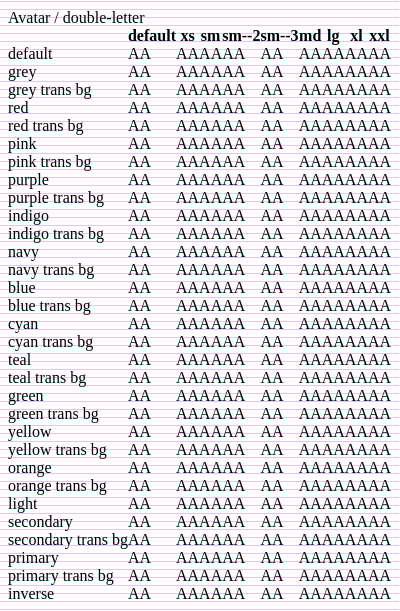 Avatar / double-letter
default xs sm sm--2 sm--3 md lg xl xxl
default AA AA AA AA AA AA AA AA AA
grey AA AA AA AA AA AA AA AA AA
grey trans bg AA AA AA AA AA AA AA AA AA
red AA AA AA AA AA AA AA AA AA
red trans bg AA AA AA AA AA AA AA AA AA
pink AA AA AA AA AA AA AA AA AA
pink trans bg AA AA AA AA AA AA AA AA AA
purple AA AA AA AA AA AA AA AA AA
purple trans bg AA AA AA AA AA AA AA AA AA
indigo AA AA AA AA AA AA AA AA AA
indigo trans bg AA AA AA AA AA AA AA AA AA
navy AA AA AA AA AA AA AA AA AA
navy trans bg AA AA AA AA AA AA AA AA AA
blue AA AA AA AA AA AA AA AA AA
blue trans bg AA AA AA AA AA AA AA AA AA
cyan AA AA AA AA AA AA AA AA AA
cyan trans bg AA AA AA AA AA AA AA AA AA
teal AA AA AA AA AA AA AA AA AA
teal trans bg AA AA AA AA AA AA AA AA AA
green AA AA AA AA AA AA AA AA AA
green trans bg AA AA AA AA AA AA AA AA AA
yellow AA AA AA AA AA AA AA AA AA
yellow trans bg AA AA AA AA AA AA AA AA AA
orange AA AA AA AA AA AA AA AA AA
orange trans bg AA AA AA AA AA AA AA AA AA
light AA AA AA AA AA AA AA AA AA
secondary AA AA AA AA AA AA AA AA AA
secondary trans bg AA AA AA AA AA AA AA AA AA
primary AA AA AA AA AA AA AA AA AA
primary trans bg AA AA AA AA AA AA AA AA AA
inverse AA AA AA AA AA AA AA AA AA